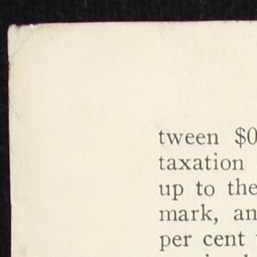 tween $0
taxation
up to the
mark, an
per cent